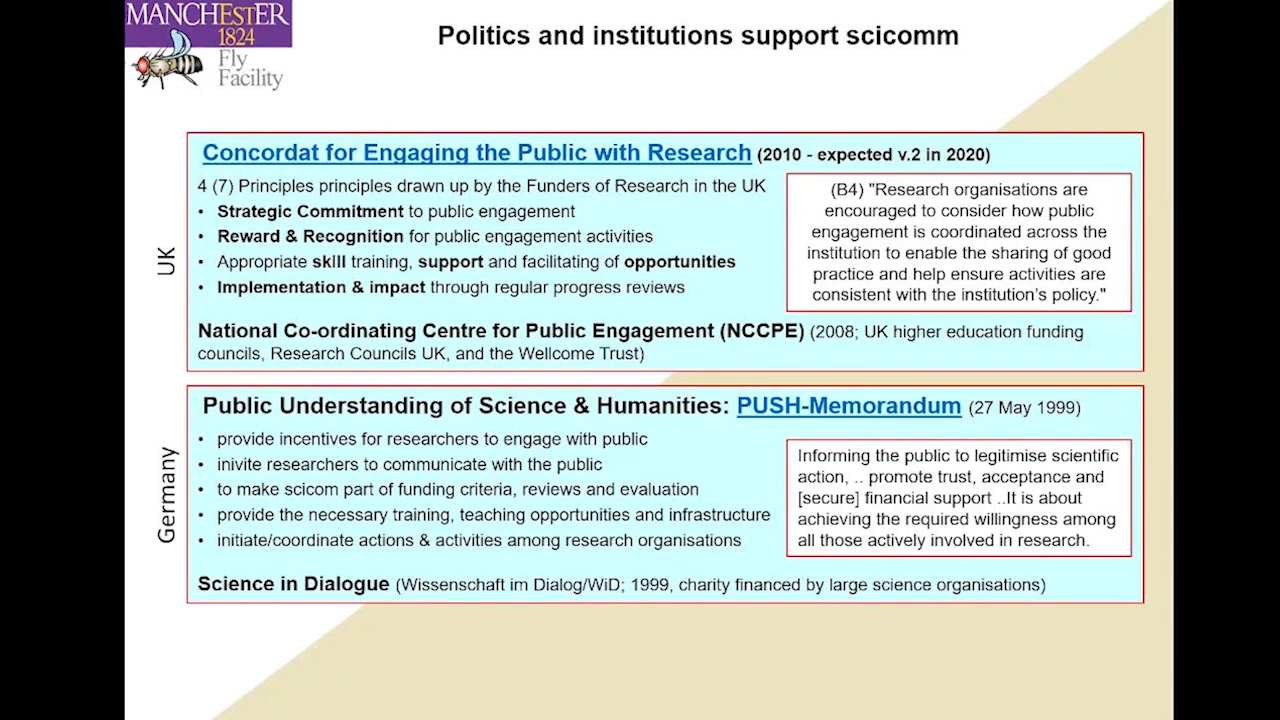 MANCHEStER
1824
Fly
Facility
Politics and institutions support scicomm
UK
Concordat for Engaging the Public with Research (2010 - expected v.2 in 2020)
4 (7) Principles principles drawn up by the Funders of Research in the UK
• Strategic Commitment to public engagement
• Reward & Recognition for public engagement activities
• Appropriate skill training, support and facilitating of opportunities
• Implementation & impact through regular progress reviews
(B4) "Research organisations are
encouraged to consider how public
engagement is coordinated across the
institution to enable the sharing of good
practice and help ensure activities are
consistent with the institution's policy."
National Co-ordinating Centre for Public Engagement (NCCPE) (2008; UK higher education funding
councils, Research Councils UK, and the Wellcome Trust)
Germany
Public Understanding of Science & Humanities: PUSH-Memorandum (27 May 1999)
• provide incentives for researchers to engage with public
• inivite researchers to communicate with the public
• to make scicom part of funding criteria, reviews and evaluation
• provide the necessary training, teaching opportunities and infrastructure
• initiate/coordinate actions & activities among research organisations
Informing the public to legitimise scientific
action, .. promote trust, acceptance and
[secure] financial support ..It is about
achieving the required willingness among
all those actively involved in research.
Science in Dialogue (Wissenschaft im Dialog/WiD; 1999, charity financed by large science organisations)